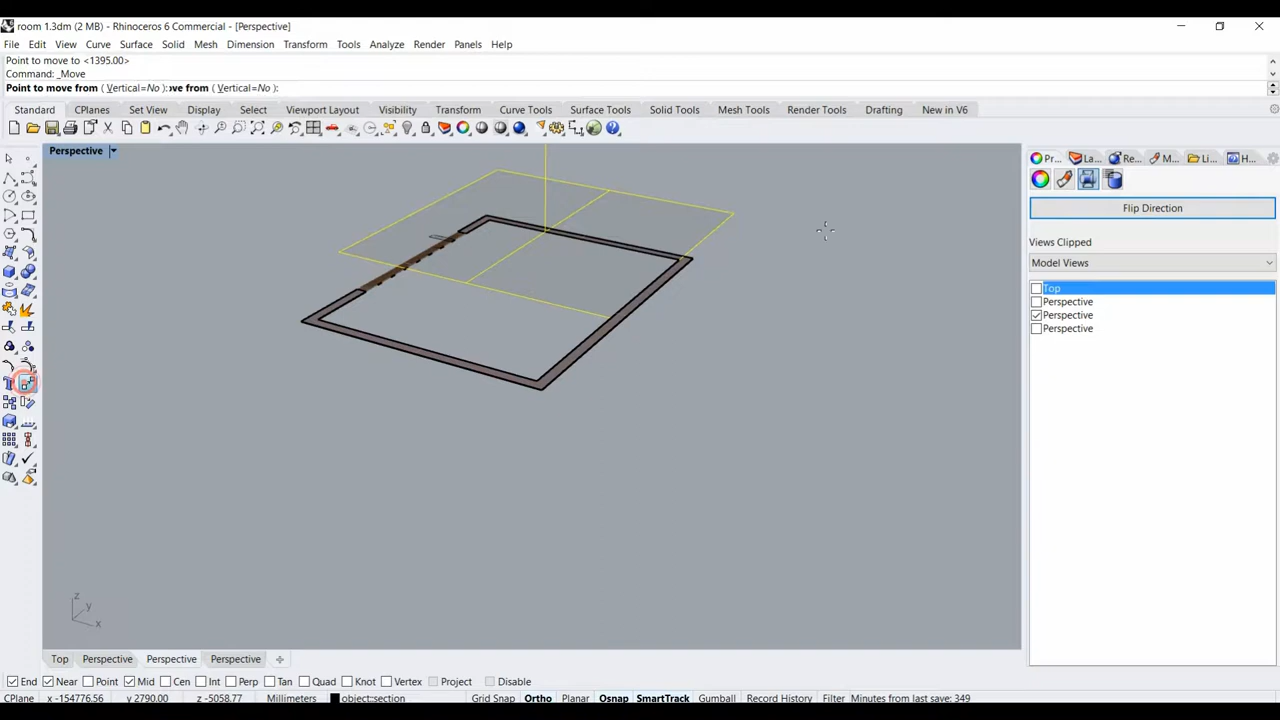 room 1.3dm (2 MB) - Rhinoceros 6 Commercial - [Perspective]
File Edit View Curve Surface Solid Mesh Dimension Transform Tools Analyze Render Panels Help
Point to move to <1395.00>
Command: _Move
Point to move from ( Vertical=No ):ove from ( Vertical=No ):
Standard CPlanes Set View Display Select Viewport Layout Visibility Transform Curve Tools Surface Tools Solid Tools Mesh Tools Render Tools Drafting New in V6
Perspective
Pr... La... Re... M... Li... H...
Flip Direction
Views Clipped
Model Views
Top
Perspective
Perspective
Perspective
z
y
x
Top Perspective Perspective Perspective
End Near Point Mid Cen Int Perp Tan Quad Knot Vertex Project Disable
CPlane x -154776.56 y 2790.00 z -5058.77 Millimeters object::section Grid Snap Ortho Planar Osnap SmartTrack Gumball Record History Filter Minutes from last save: 349